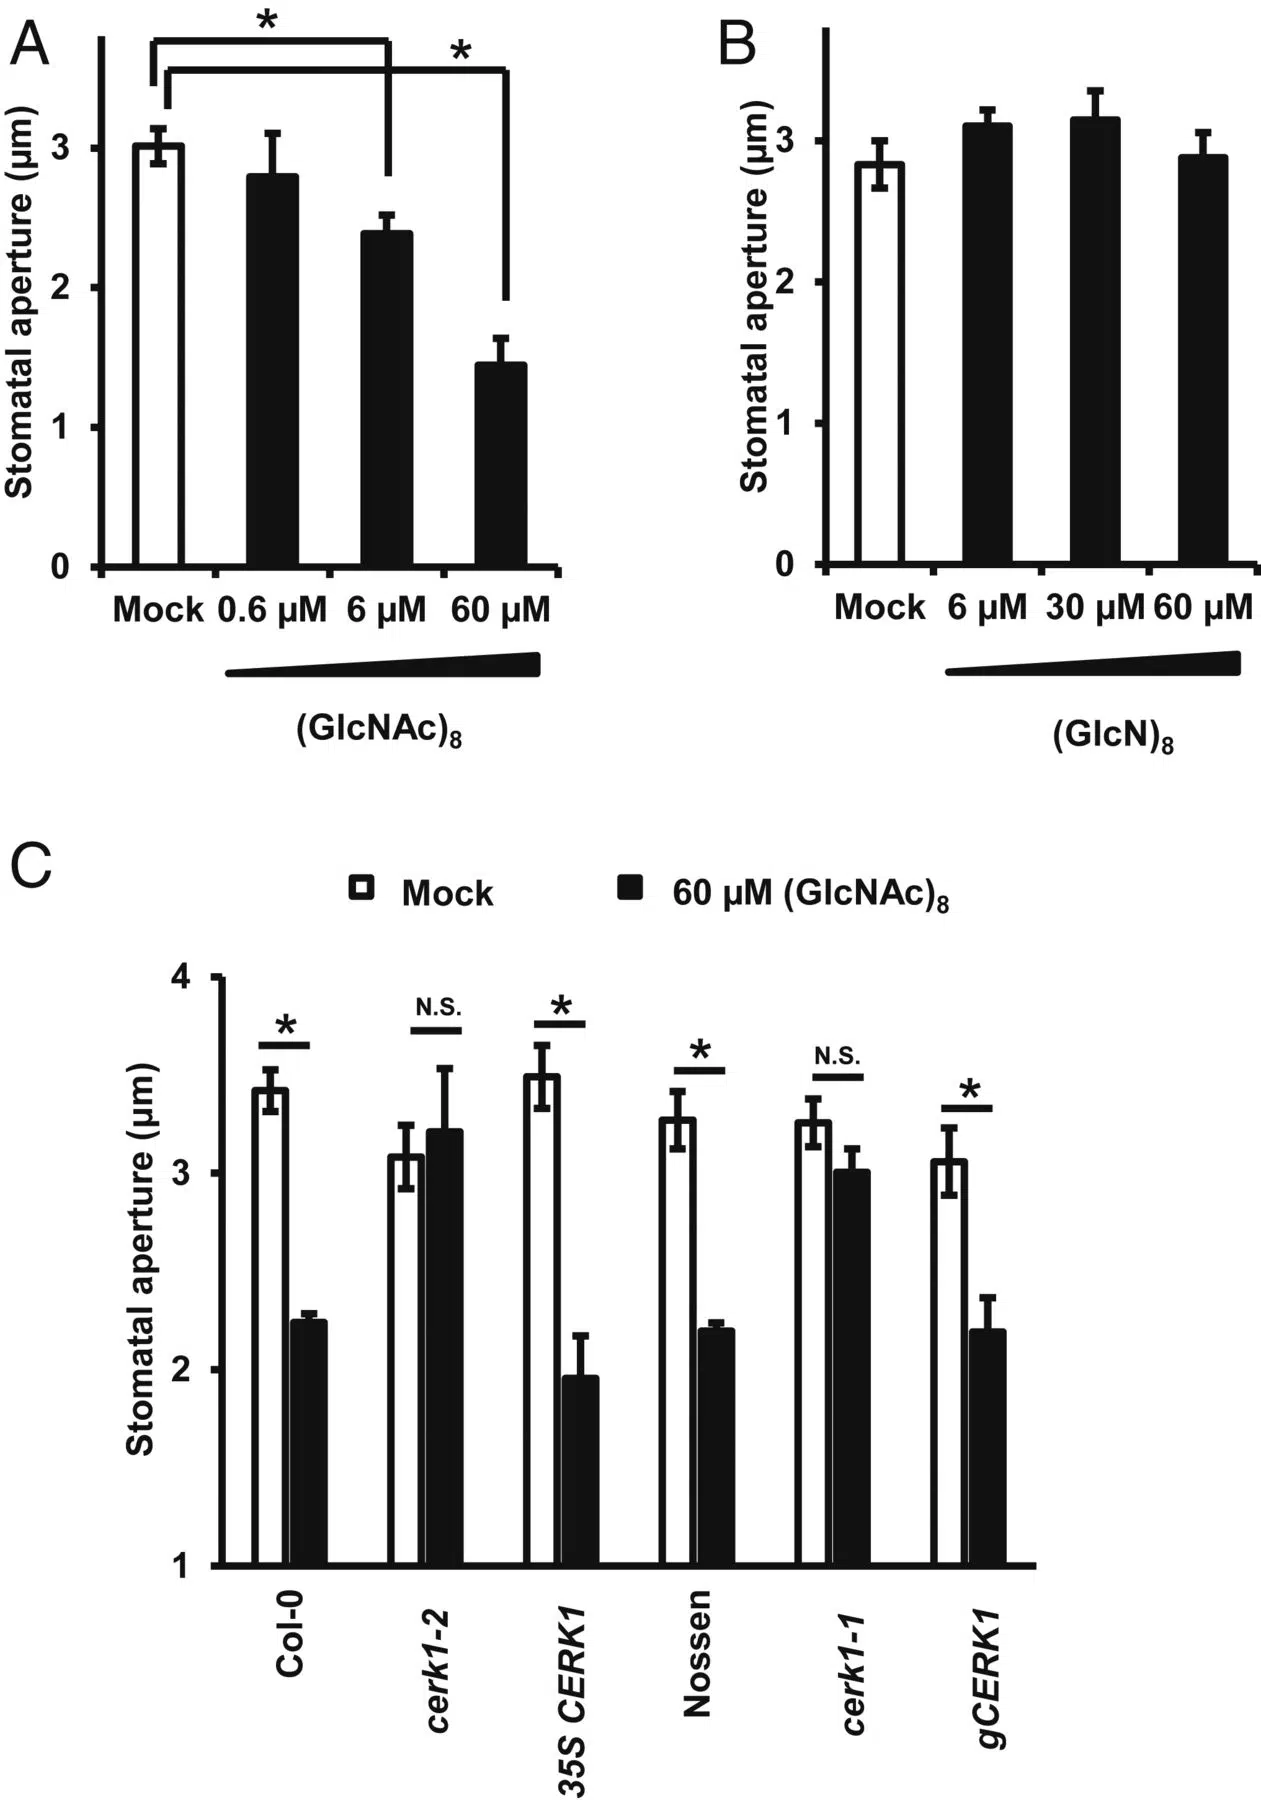 A
*
*
Stomatal aperture (µm)
3
2
1
0
Mock 0.6 µM 6 µM 60 µM
(GlcNAc)8
B
Stomatal aperture (µm)
3
2
1
0
Mock 6 µM 30 µM 60 µM
(GlcN)8
C
Mock 60 µM (GlcNAc)8
Stomatal aperture (µm)
4
3
2
1
* N.S. * * N.S. *
Col-0
cerk1-2
35S CERK1
Nossen
cerk1-1
gCERK1